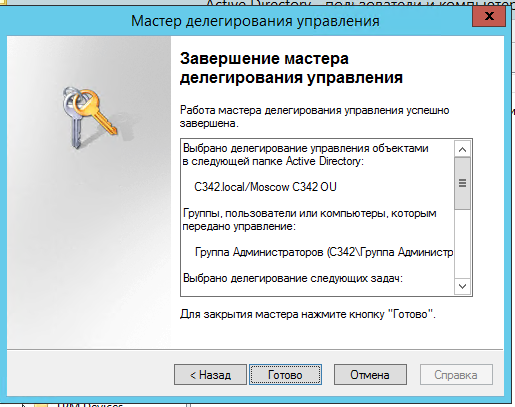 Active Directory - пользователи и компьютер
Мастер делегирования управления
x
Завершение мастера
делегирования управления
Работа мастера делегирования управления успешно
завершена.
Выбрано делегирование управления объектами
в следующей папке Active Directory:
C342.local/Moscow C342 OU
Группы, пользователи или компьютеры, которым
передано управление:
Группа Администраторов (C342\Группа Администр
Выбрано делегирование следующих задач:
Для закрытия мастера нажмите кнопку "Готово".
< Назад Готово Отмена Справка
TPM Devices